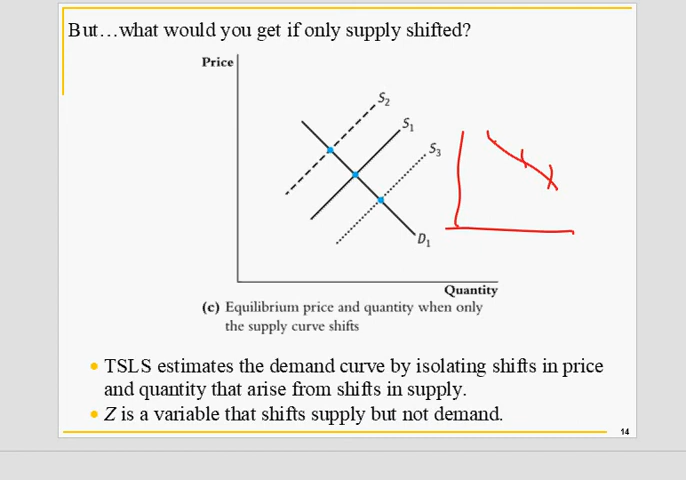 But…what would you get if only supply shifted?
Price
S2
S1
S3
D1
Quantity
(c) Equilibrium price and quantity when only
the supply curve shifts
• TSLS estimates the demand curve by isolating shifts in price
and quantity that arise from shifts in supply.
• Z is a variable that shifts supply but not demand.
14